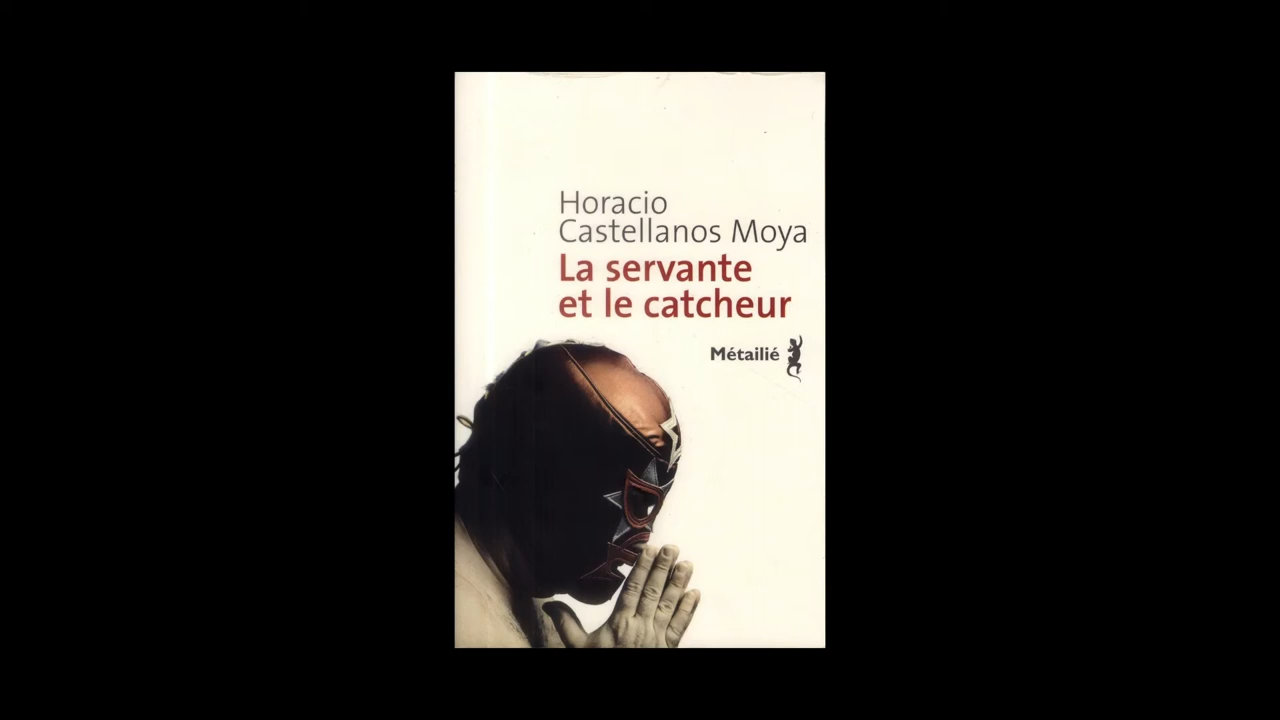 Horacio
Castellanos Moya
La servante
et le catcheur
Métailié